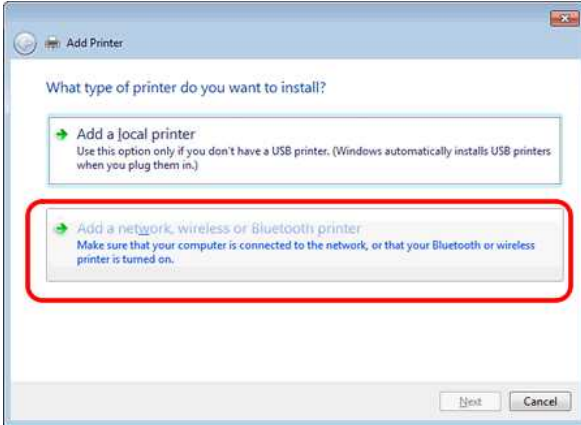 Add Printer
What type of printer do you want to install?
Add a local printer
Use this option only if you don't have a USB printer. (Windows automatically installs USB printers
when you plug them in.)
Add a network, wireless or Bluetooth printer
Make sure that your computer is connected to the network, or that your Bluetooth or wireless
printer is turned on.
Next Cancel